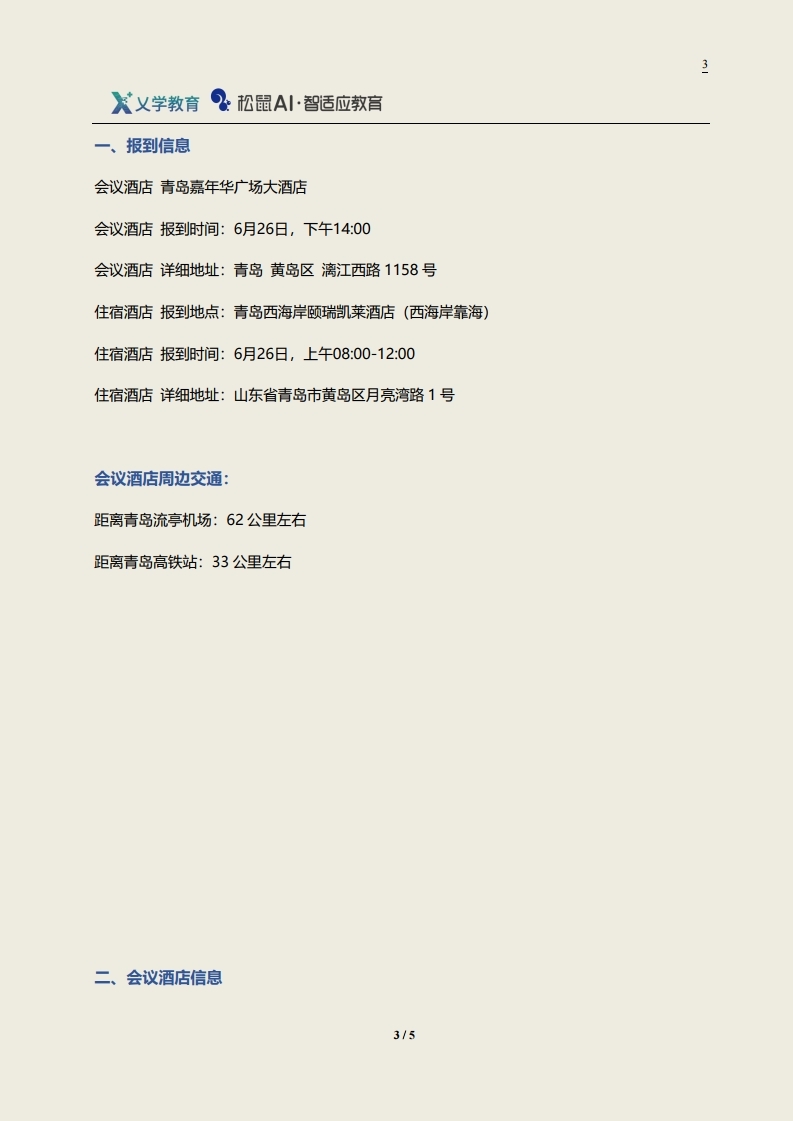 3
乂学教育 松鼠AI·智适应教育
一、报到信息
会议酒店 青岛嘉年华广场大酒店
会议酒店 报到时间：6月26日，下午14:00
会议酒店 详细地址：青岛 黄岛区 漓江西路 1158 号
住宿酒店 报到地点：青岛西海岸颐瑞凯莱酒店（西海岸靠海）
住宿酒店 报到时间：6月26日，上午08:00-12:00
住宿酒店 详细地址：山东省青岛市黄岛区月亮湾路 1 号
会议酒店周边交通：
距离青岛流亭机场：62 公里左右
距离青岛高铁站：33 公里左右
二、会议酒店信息
3 / 5